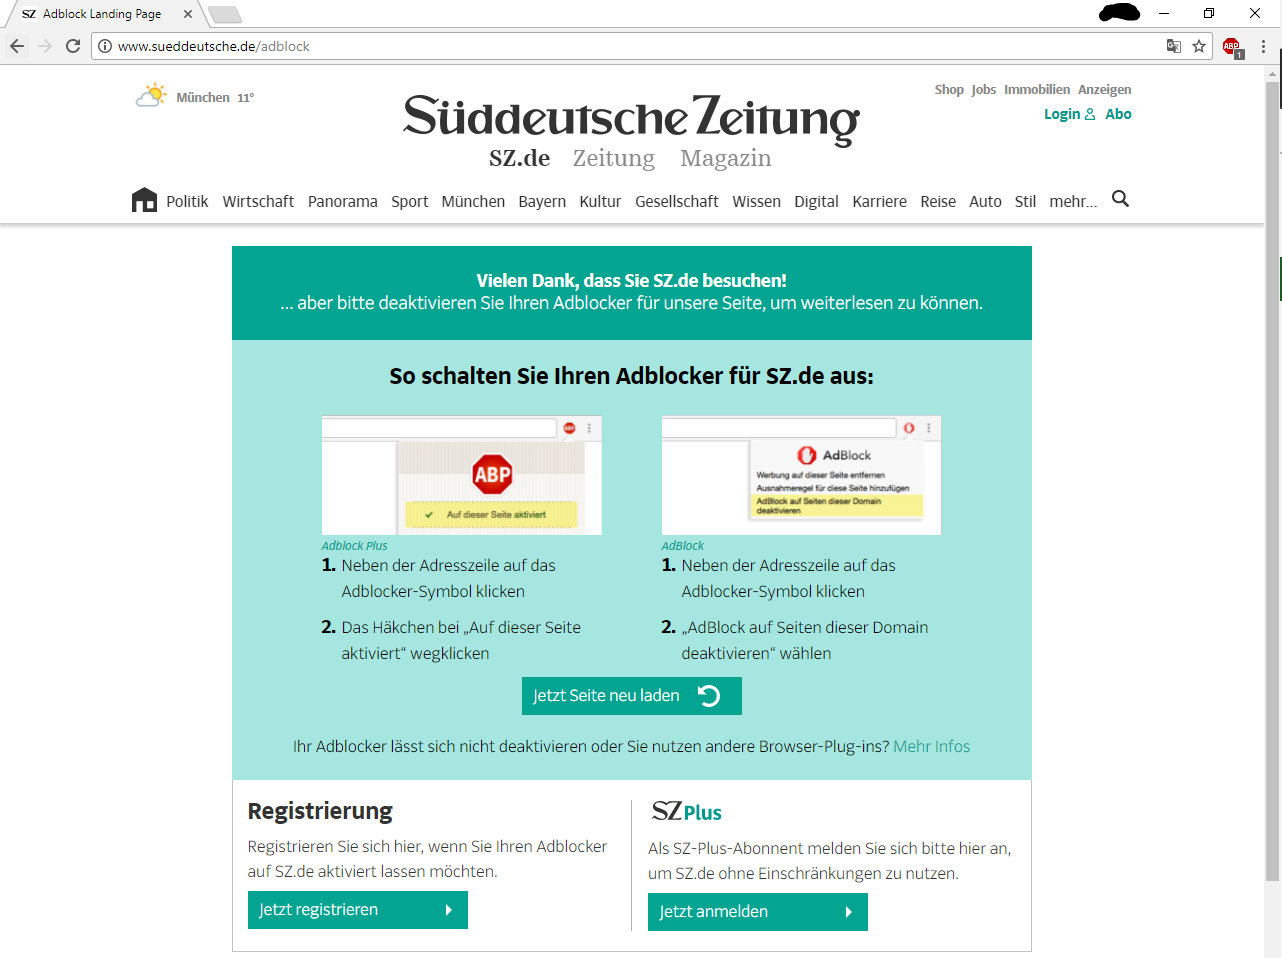 SZ Adblock Landing Page
www.sueddeutsche.de/adblock
ABP
1
München 11°
Shop Jobs Immobilien Anzeigen
Login Abo
Süddeutsche Zeitung
SZ.de Zeitung Magazin
Politik Wirtschaft Panorama Sport München Bayern Kultur Gesellschaft Wissen Digital Karriere Reise Auto Stil mehr...
Vielen Dank, dass Sie SZ.de besuchen!
... aber bitte deaktivieren Sie Ihren Adblocker für unsere Seite, um weiterlesen zu können.
So schalten Sie Ihren Adblocker für SZ.de aus:
ABP
ABP
Auf dieser Seite aktiviert
Adblock Plus
1. Neben der Adresszeile auf das
Adblocker-Symbol klicken
2. Das Häkchen bei „Auf dieser Seite
aktiviert“ wegklicken
AdBlock
Werbung auf dieser Seite entfernen
Ausnahmeregel für diese Seite hinzufügen
AdBlock auf Seiten dieser Domain
deaktivieren
AdBlock
1. Neben der Adresszeile auf das
Adblocker-Symbol klicken
2. „AdBlock auf Seiten dieser Domain
deaktivieren“ wählen
Jetzt Seite neu laden
Ihr Adblocker lässt sich nicht deaktivieren oder Sie nutzen andere Browser-Plug-ins? Mehr Infos
Registrierung
Registrieren Sie sich hier, wenn Sie Ihren Adblocker
auf SZ.de aktiviert lassen möchten.
Jetzt registrieren
SZ Plus
Als SZ-Plus-Abonnent melden Sie sich bitte hier an,
um SZ.de ohne Einschränkungen zu nutzen.
Jetzt anmelden